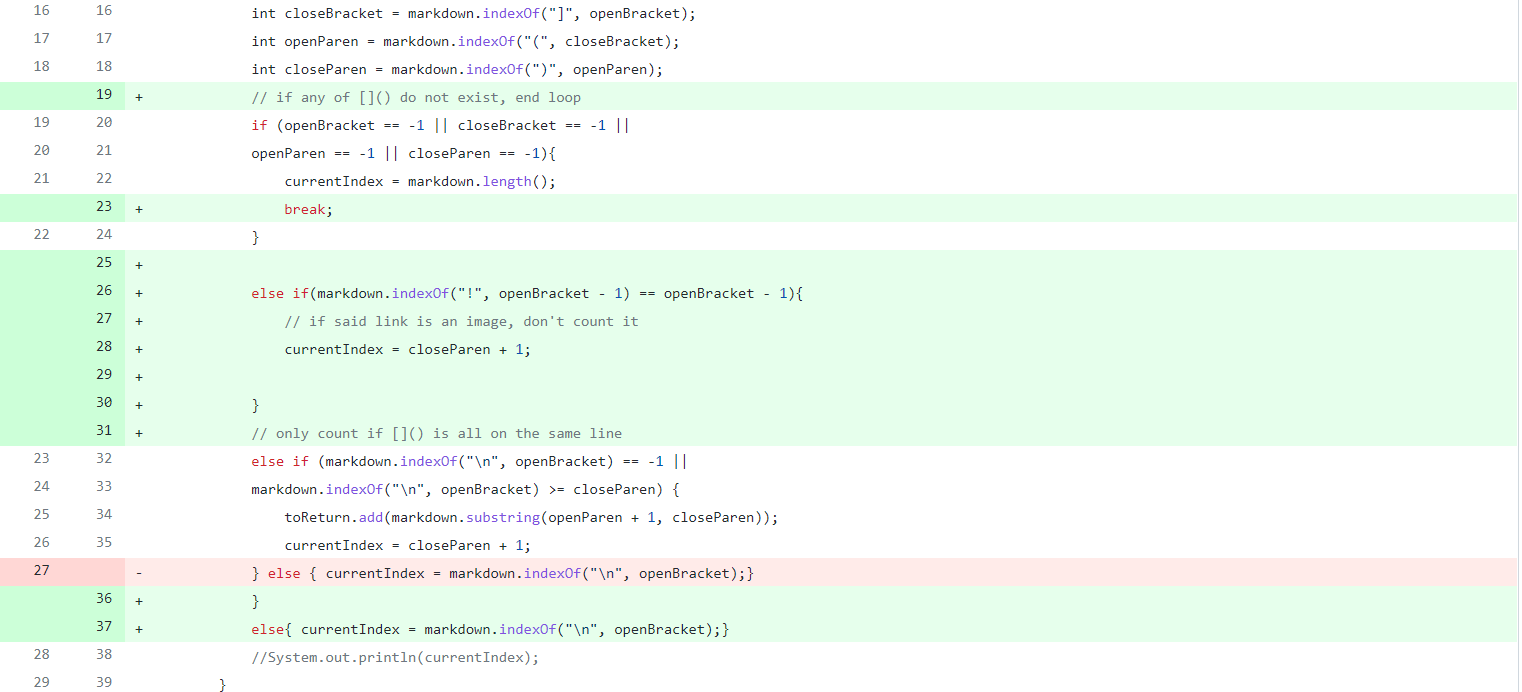 16 16 int closeBracket = markdown.indexOf("]", openBracket);
17 17 int openParen = markdown.indexOf("(", closeBracket);
18 18 int closeParen = markdown.indexOf(")", openParen);
19 + // if any of []() do not exist, end loop
19 20 if (openBracket == -1 || closeBracket == -1 ||
20 21 openParen == -1 || closeParen == -1){
21 22 currentIndex = markdown.length();
23 + break;
22 24 }
25 +
26 + else if(markdown.indexOf("!", openBracket - 1) == openBracket - 1){
27 + // if said link is an image, don't count it
28 + currentIndex = closeParen + 1;
29 +
30 + }
31 + // only count if []() is all on the same line
23 32 else if (markdown.indexOf("\n", openBracket) == -1 ||
24 33 markdown.indexOf("\n", openBracket) >= closeParen) {
25 34 toReturn.add(markdown.substring(openParen + 1, closeParen));
26 35 currentIndex = closeParen + 1;
27 - } else { currentIndex = markdown.indexOf("\n", openBracket);}
36 + }
37 + else{ currentIndex = markdown.indexOf("\n", openBracket);}
28 38 //System.out.println(currentIndex);
29 39 }